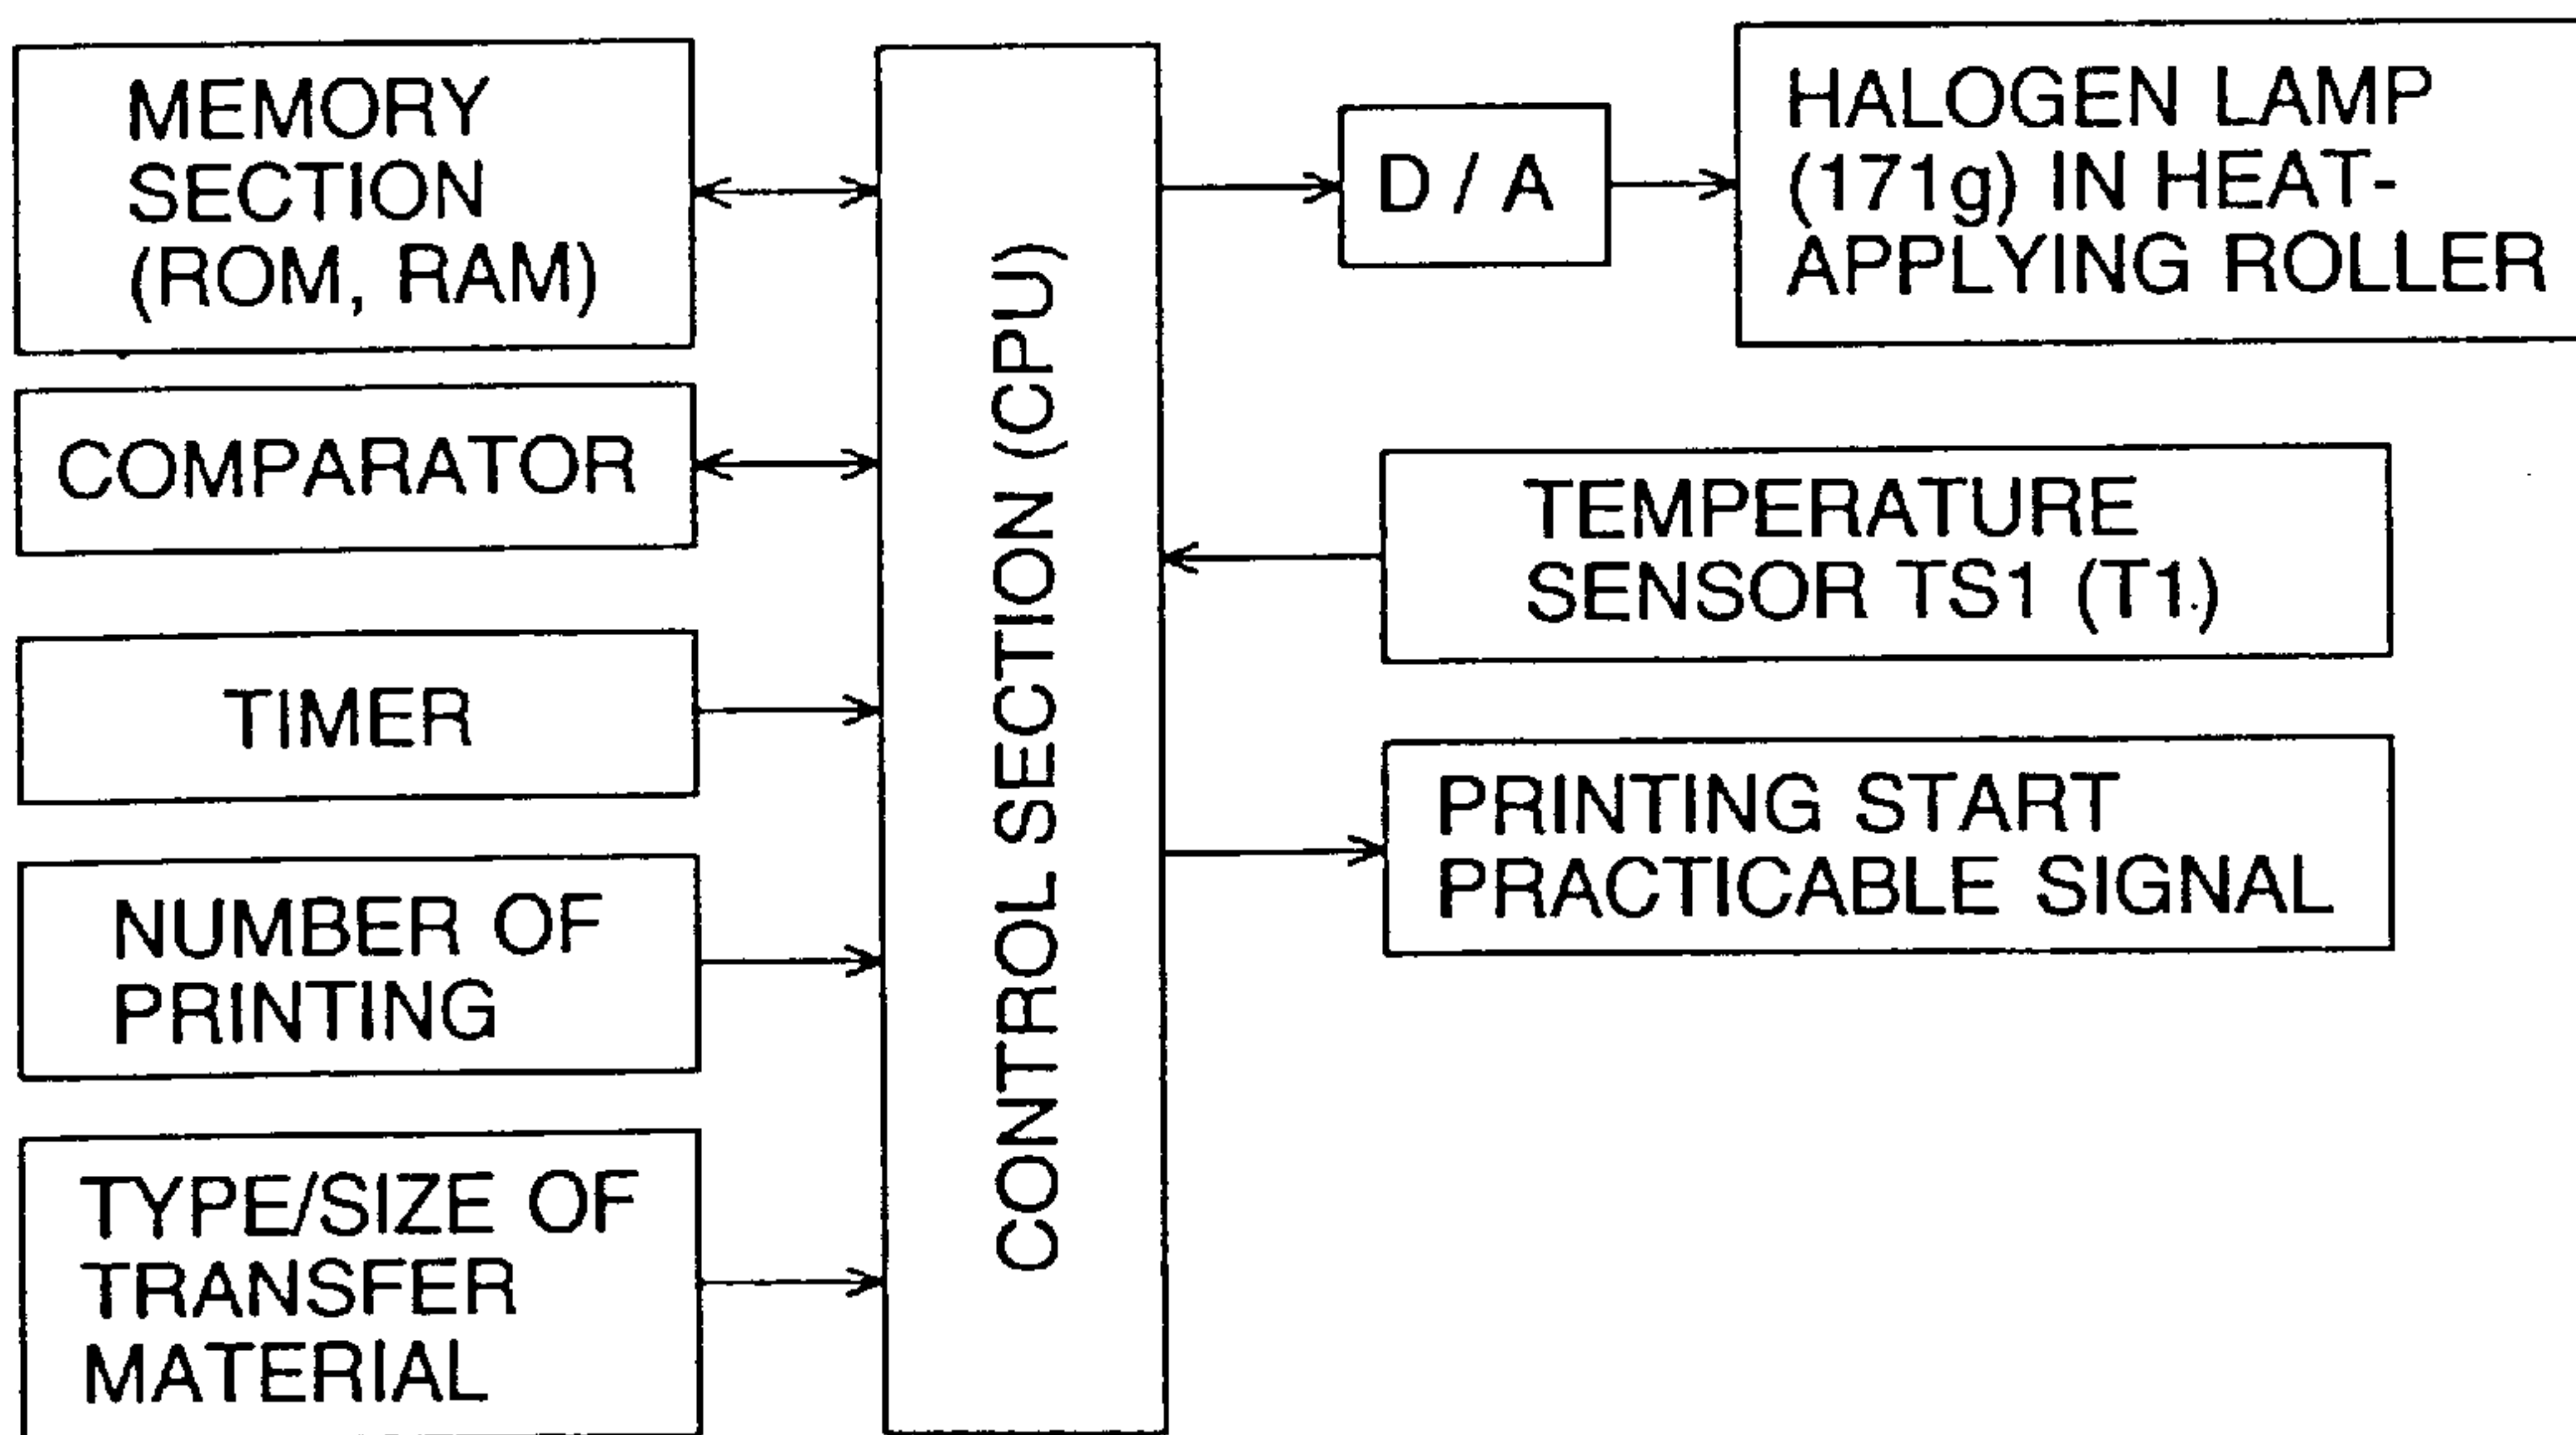 MEMORY
SECTION
(ROM, RAM)
COMPARATOR
TIMER
NUMBER OF
PRINTING
TYPE/SIZE OF
TRANSFER
MATERIAL
CONTROL SECTION (CPU)
D / A
HALOGEN LAMP
(171g) IN HEAT-
APPLYING ROLLER
TEMPERATURE
SENSOR TS1 (T1)
PRINTING START
PRACTICABLE SIGNAL